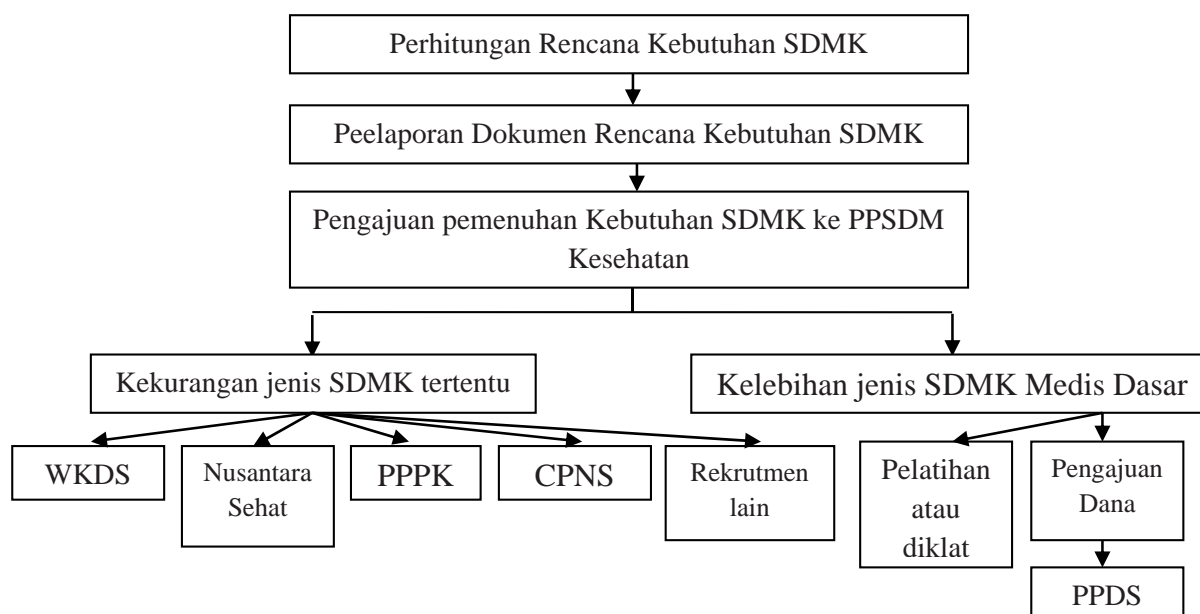 Perhitungan Rencana Kebutuhan SDMK
Peelaporan Dokumen Rencana Kebutuhan SDMK
Pengajuan pemenuhan Kebutuhan SDMK ke PPSDM
Kesehatan
Kekurangan jenis SDMK tertentu
Kelebihan jenis SDMK Medis Dasar
WKDS
Nusantara
Sehat
PPPK
CPNS
Rekrutmen
lain
Pelatihan
atau
diklat
Pengajuan
Dana
PPDS